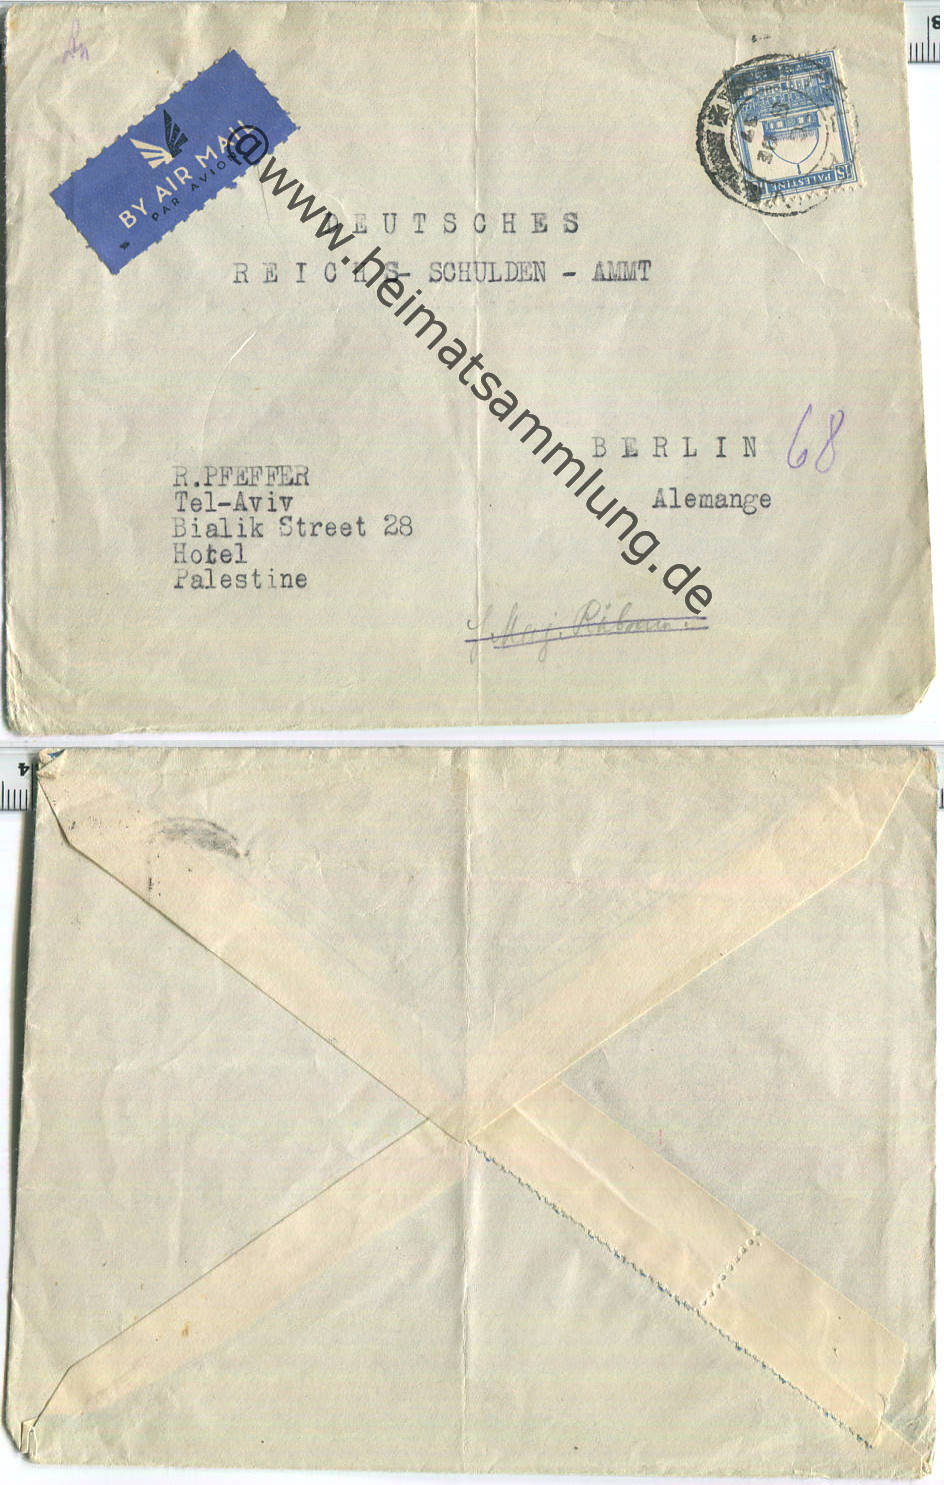 BY AIR MAIL
PAR AVION
PALESTINE
DEUTSCHES
REICHS- SCHULDEN - AMMT
BERLIN
68
Alemange
R.PFEFFER
Tel-Aviv
Bialik Street 28
Hotel
Palestine
@www.heimatsammlung.de